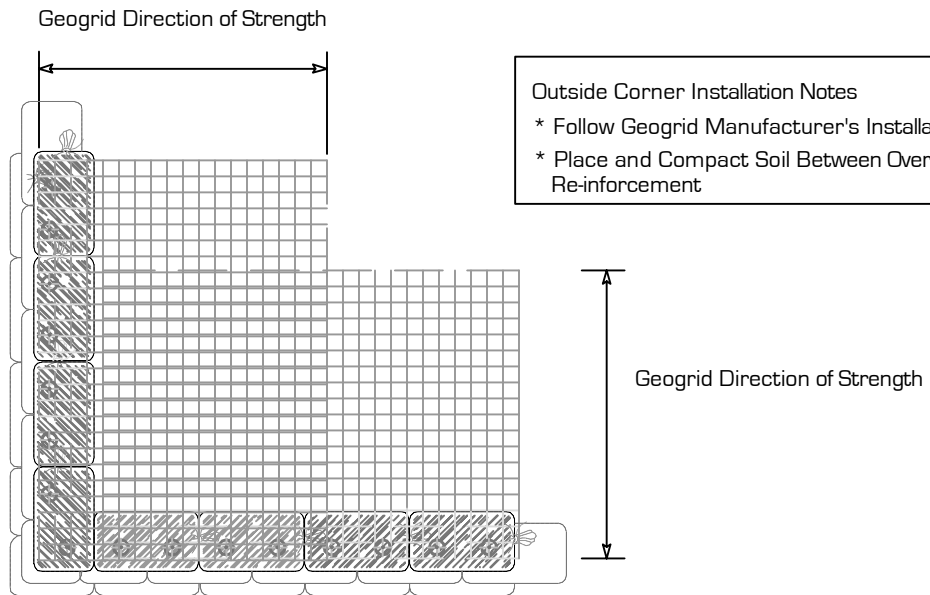 Geogrid Direction of Strength
Outside Corner Installation Notes
* Follow Geogrid Manufacturer's
* Place and Compact Soil Between
Re-inforcement
Geogrid Direction of Strength